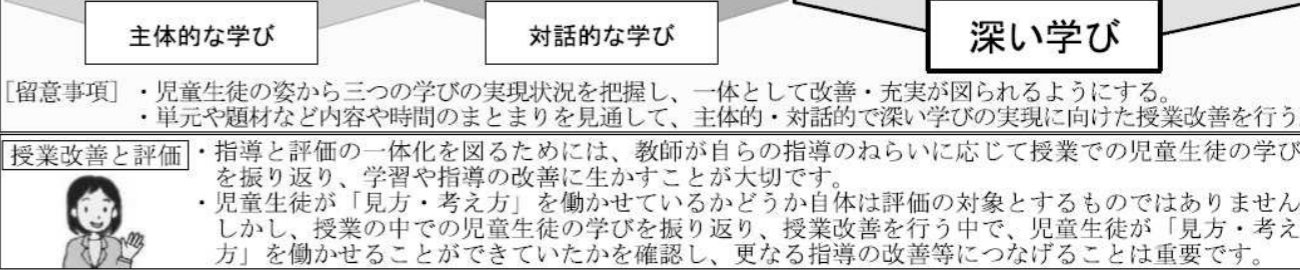 主体的な学び
対話的な学び
深い学び
[留意事項] ・児童生徒の姿から三つの学びの実現状況を把握し、一体として改善・充実が図られるようにする。
・単元や題材など内容や時間のまとまりを見通して、主体的・対話的で深い学びの実現に向けた授業改善を行う
授業改善と評価 ・指導と評価の一体化を図るためには、教師が自らの指導のねらいに応じて授業での児童生徒の学び
を振り返り、学習や指導の改善に生かすことが大切です。
・児童生徒が「見方・考え方」を働かせているかどうか自体は評価の対象とするものではありません
しかし、授業の中での児童生徒の学びを振り返り、授業改善を行う中で、児童生徒が「見方・考え
方」を働かせることができていたかを確認し、更なる指導の改善等につなげることは重要です。